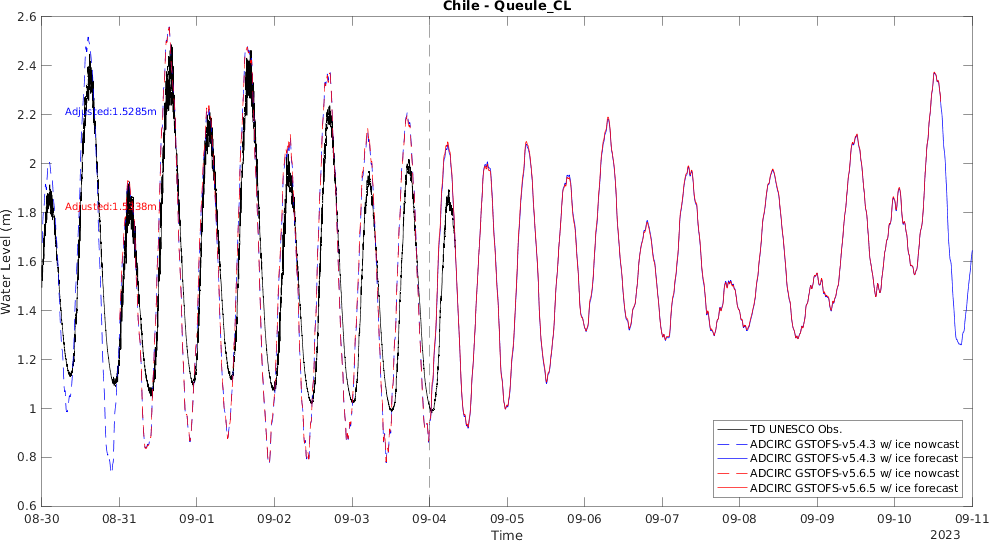 Chile - Queule_CL
2.6
2.4
2.2
2
1.8
1.6
1.4
1.2
1
0.8
0.6
Water Level (m)
Adjusted:1.5285m
Adjusted:1.5238m
TD UNESCO Obs.
ADCIRC GSTOFS-v5.4.3 w/ ice nowcast
ADCIRC GSTOFS-v5.4.3 w/ ice forecast
ADCIRC GSTOFS-v5.6.5 w/ ice nowcast
ADCIRC GSTOFS-v5.6.5 w/ ice forecast
08-30 08-31 09-01 09-02 09-03 09-04 09-05 09-06 09-07 09-08 09-09 09-10 09-11
Time
2023